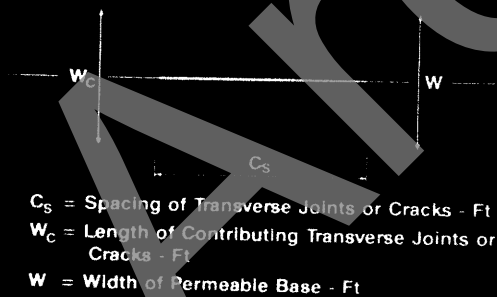 W_C W
C_S
C_S = Spacing of Transverse Joints or Cracks - Ft
W_C = Length of Contributing Transverse Joints or
Cracks - Ft
W = Width of Permeable Base - Ft